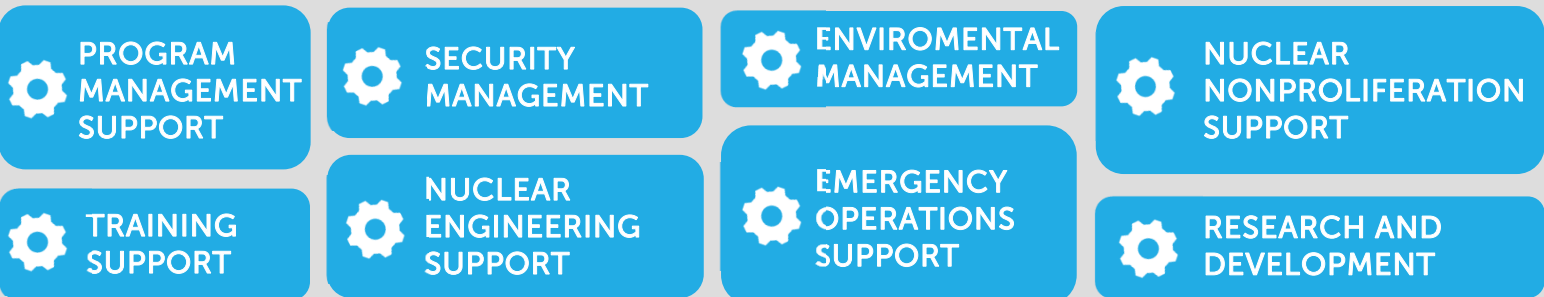 PROGRAM
MANAGEMENT
SUPPORT
SECURITY
MANAGEMENT
ENVIROMENTAL
MANAGEMENT
NUCLEAR
NONPROLIFERATION
SUPPORT
TRAINING
SUPPORT
NUCLEAR
ENGINEERING
SUPPORT
EMERGENCY
OPERATIONS
SUPPORT
RESEARCH AND
DEVELOPMENT